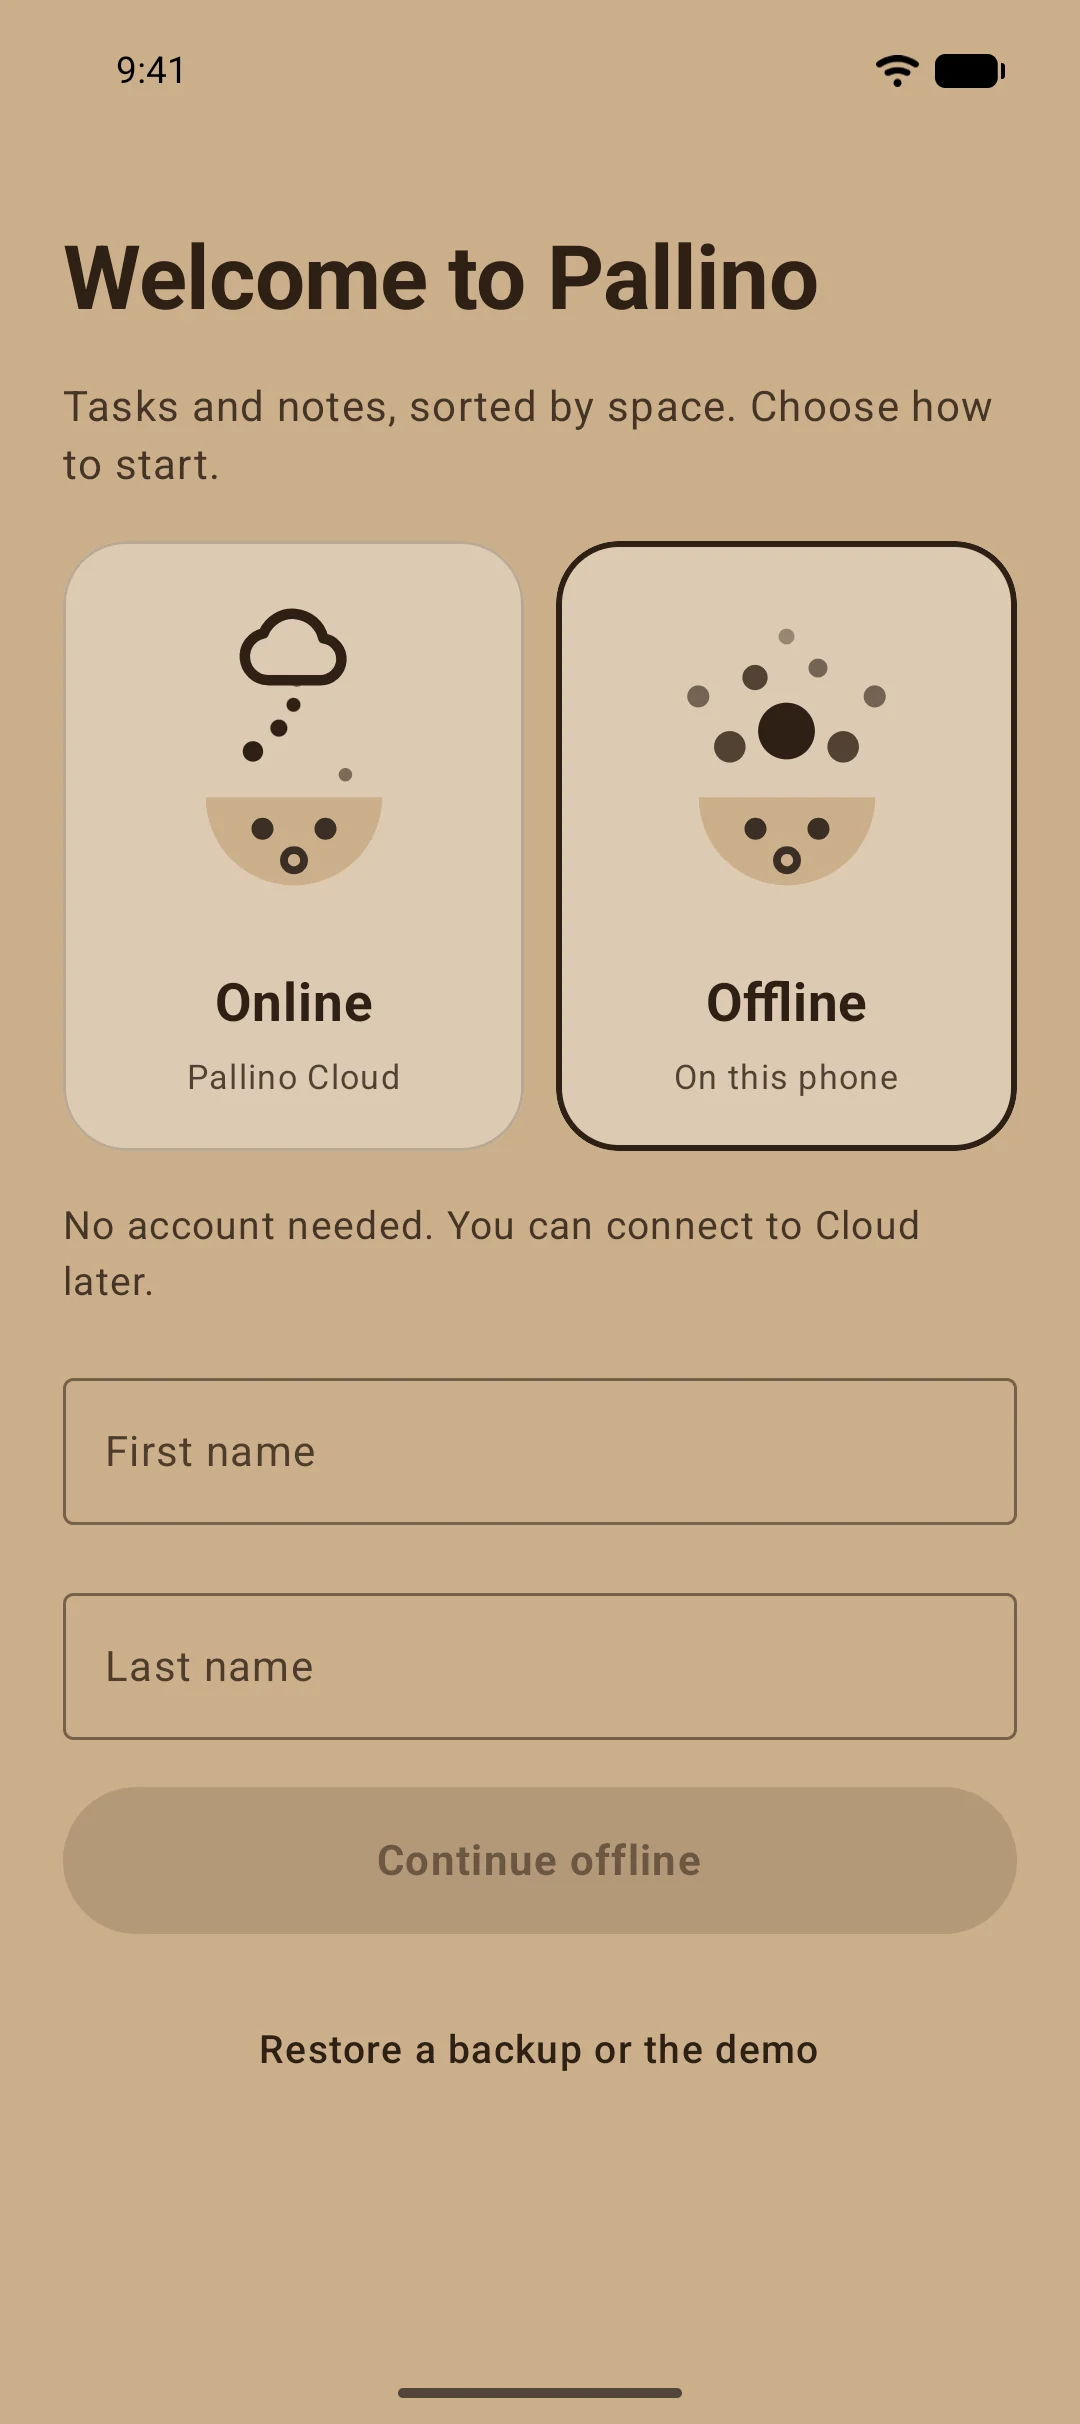 9:41
Welcome to Pallino
Tasks and notes, sorted by space. Choose how
to start.
Online
Pallino Cloud
Offline
On this phone
No account needed. You can connect to Cloud
later.
First name
Last name
Continue offline
Restore a backup or the demo